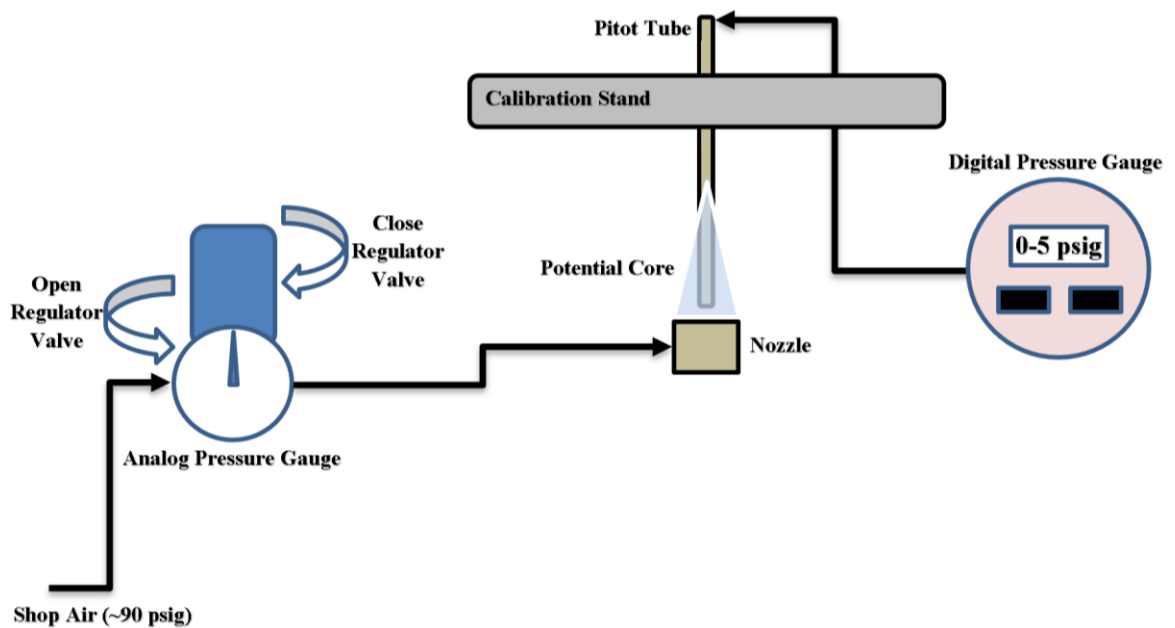 Pitot Tube
Calibration Stand
Digital Pressure Gauge
0-5 psig
Close
Regulator
Valve
Open
Regulator
Valve
Potential Core
Nozzle
Analog Pressure Gauge
Shop Air (~90 psig)